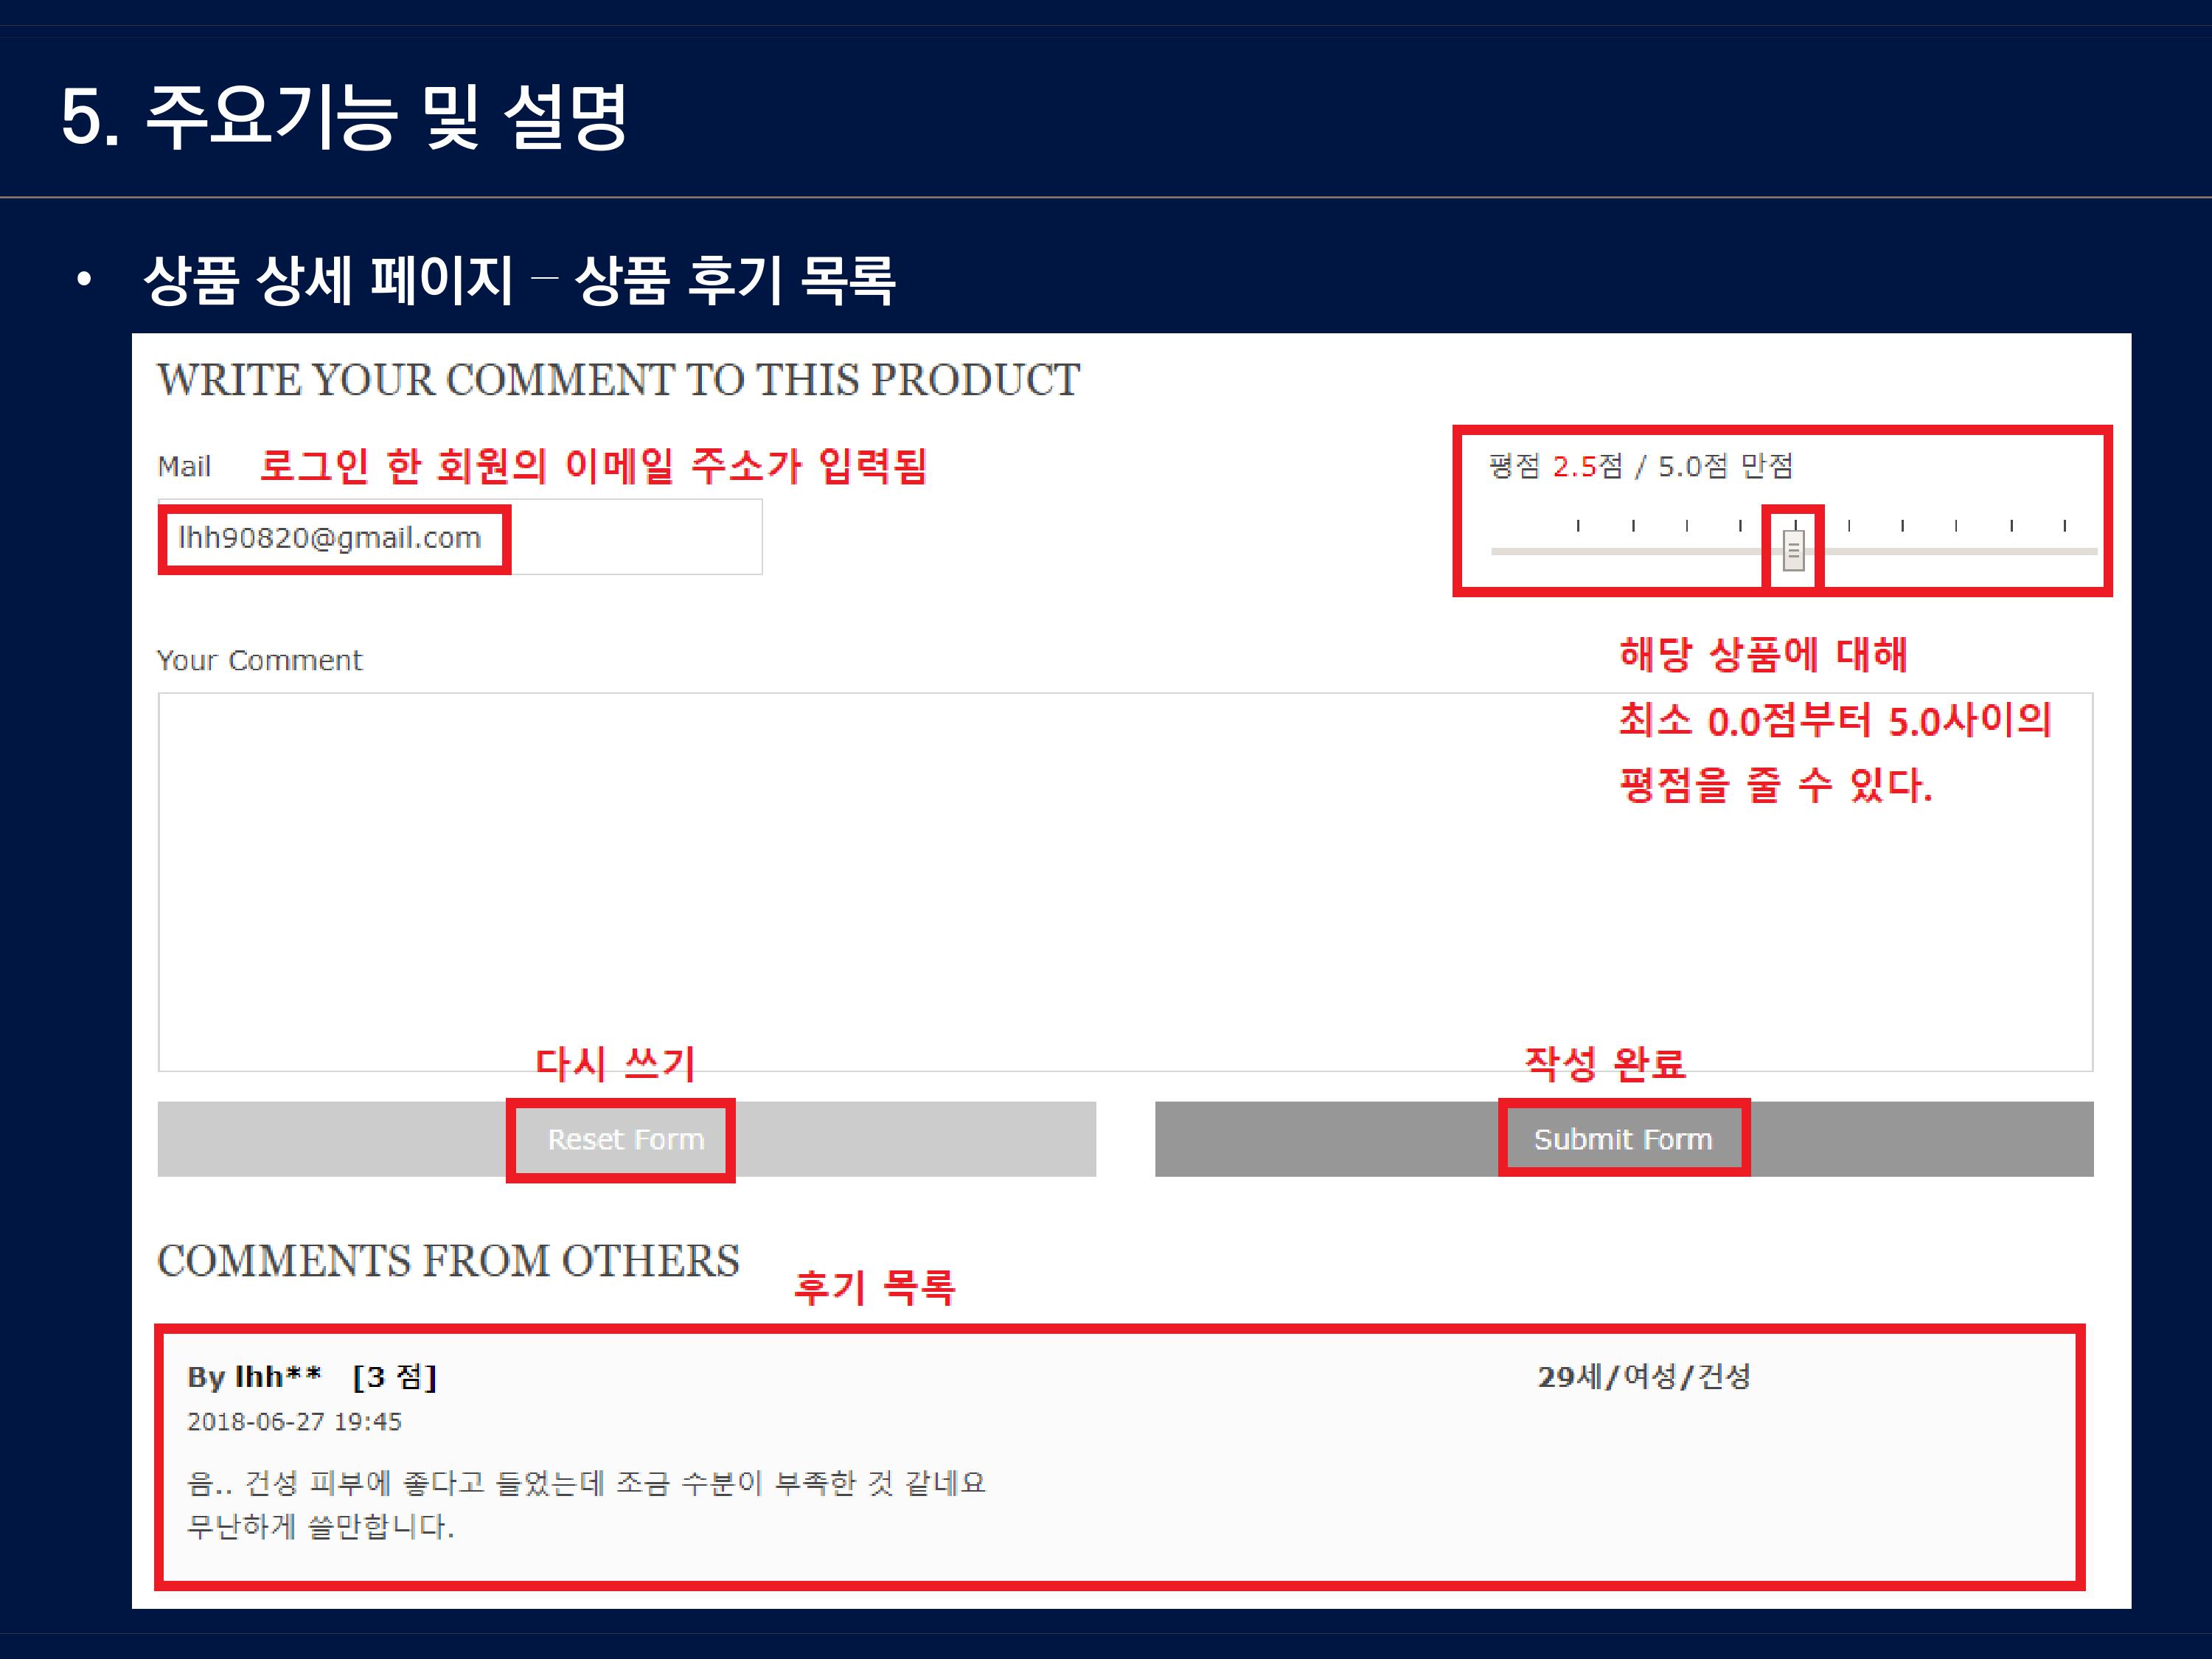 5. 주요기능 및 설명
• 상품 상세 페이지 – 상품 후기 목록
WRITE YOUR COMMENT TO THIS PRODUCT
Mail 로그인 한 회원의 이메일 주소가 입력됨
평점 2.5점 / 5.0점 만점
lhh90820@gmail.com
Your Comment
해당 상품에 대해
최소 0.0점부터 5.0사이의
평점을 줄 수 있다.
다시 쓰기
작성 완료
Reset Form
Submit Form
COMMENTS FROM OTHERS
후기 목록
By lhh** [3 점]
29세/여성/건성
2018-06-27 19:45
음.. 건성 피부에 좋다고 들었는데 조금 수분이 부족한 것 같네요
무난하게 쓸만합니다.